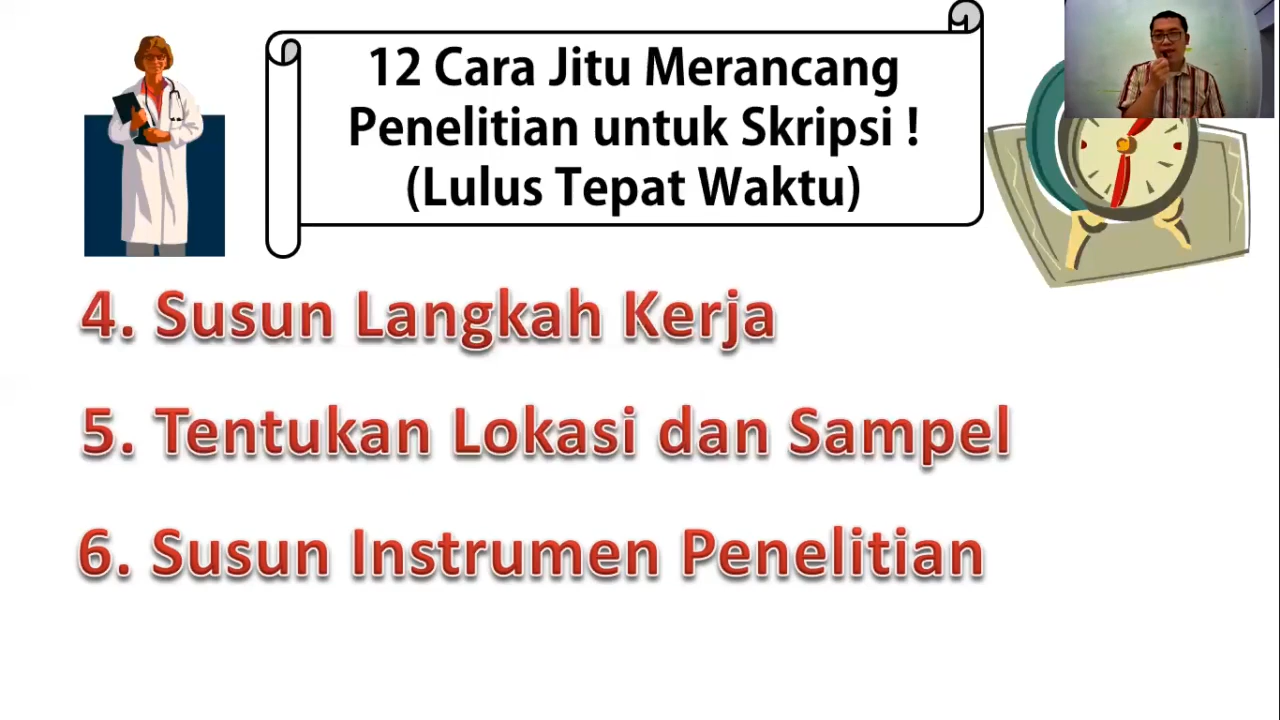 12 Cara Jitu Merancang
Penelitian untuk Skripsi !
(Lulus Tepat Waktu)
4. Susun Langkah Kerja
5. Tentukan Lokasi dan Sampel
6. Susun Instrumen Penelitian